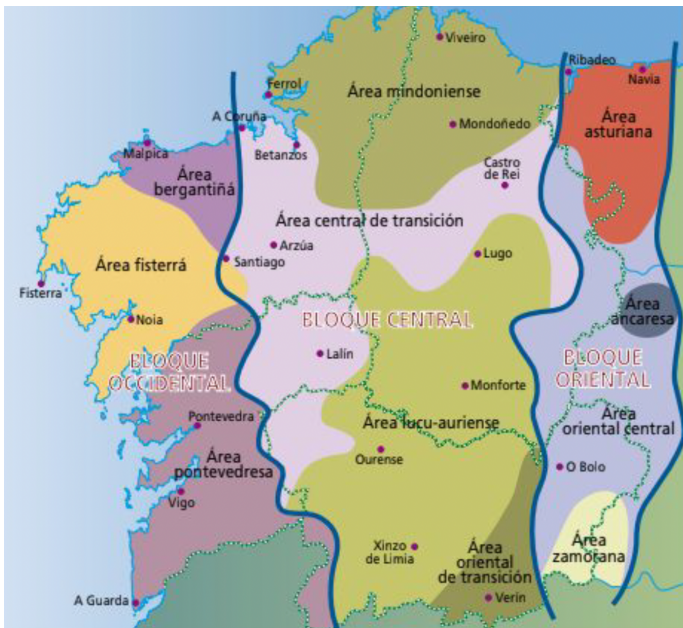 Viveiro
Ribadeo
Navia
Ferrol
Área mindoniense
A Coruña
Área
asturiana
Mondoñedo
Malpica
Betanzos
Área
bergantiñá
Castro
de Rei
Área central de transición
Arzúa
Lugo
Área fisterrá
Santiago
Fisterra
Noia
BLOQUE CENTRAL
Área
ancaresa
BLOQUE
OCCIDENTAL
Lalín
BLOQUE
ORIENTAL
Monforte
Pontevedra
Área lucu-auriense
Área
oriental central
Ourense
Área
pontevedresa
O Bolo
Vigo
Xinzo
de Limia
Área
oriental
de transición
Área
zamorana
A Guarda
Verín